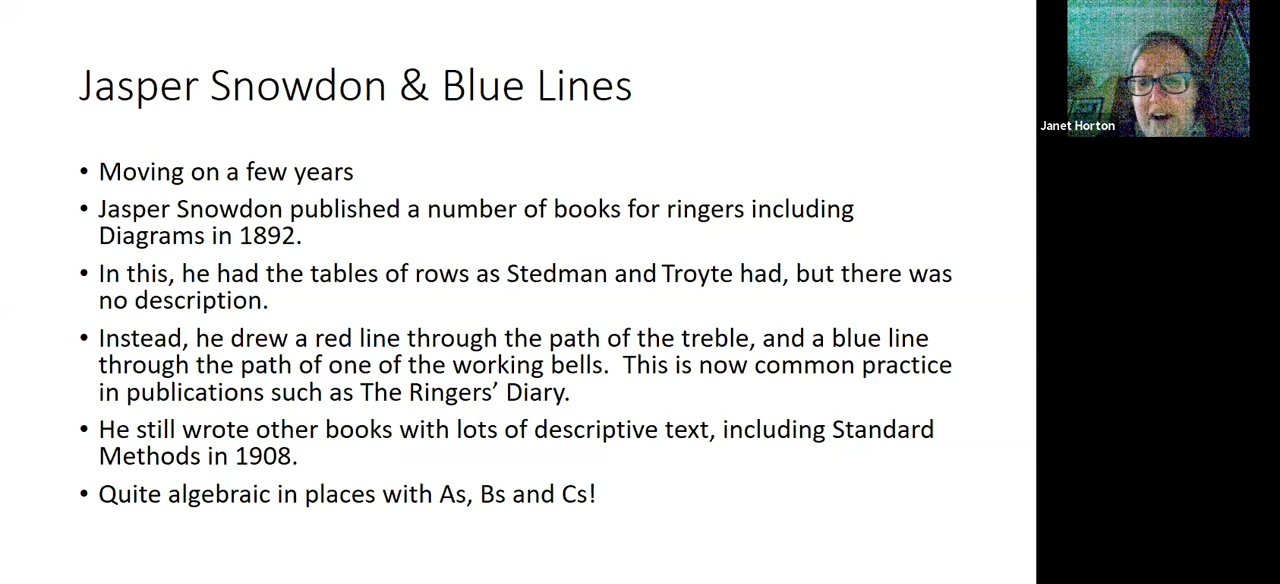 Jasper Snowdon & Blue Lines
• Moving on a few years
• Jasper Snowdon published a number of books for ringers including
Diagrams in 1892.
• In this, he had the tables of rows as Stedman and Troyte had, but there was
no description.
• Instead, he drew a red line through the path of the treble, and a blue line
through the path of one of the working bells.  This is now common practice
in publications such as The Ringers’ Diary.
• He still wrote other books with lots of descriptive text, including Standard
Methods in 1908.
• Quite algebraic in places with As, Bs and Cs!
Janet Horton